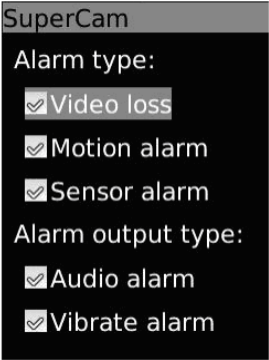 SuperCam
Alarm type:
Video loss
Motion alarm
Sensor alarm
Alarm output type:
Audio alarm
Vibrate alarm